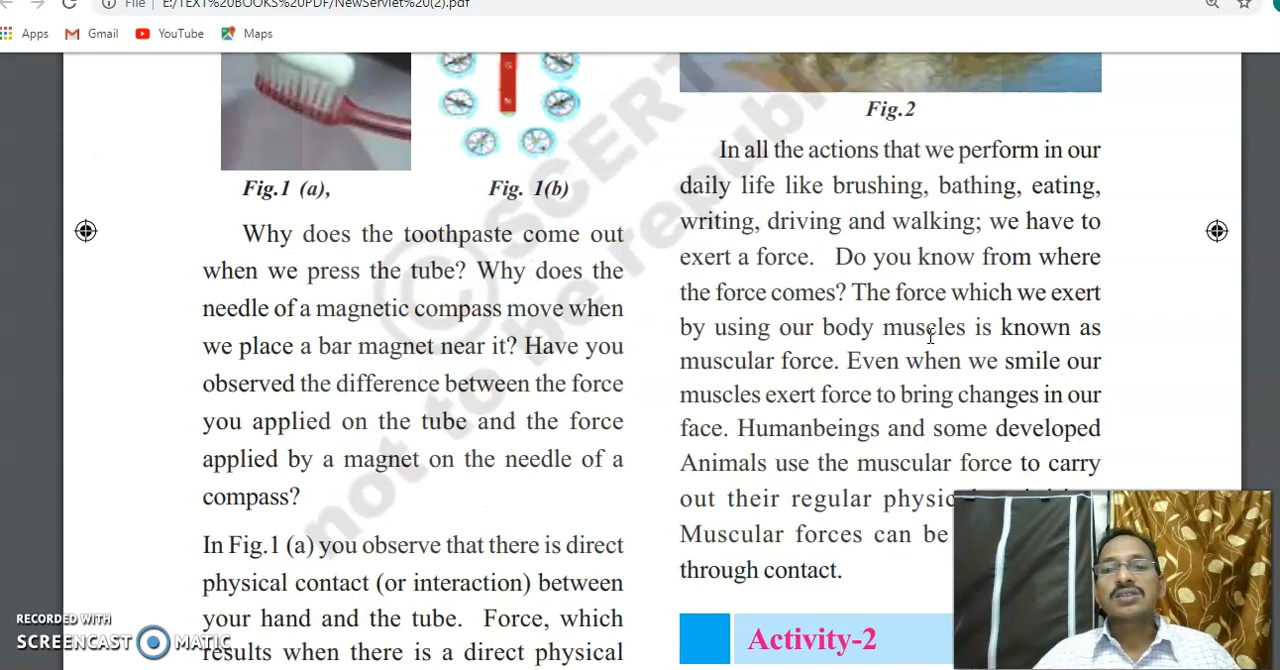 File | E:/TEXT%20BOOKS%20PDF/NewServlet%20(2).pdf
Apps Gmail YouTube Maps
Fig.1 (a), Fig. 1(b)
Why does the toothpaste come out
when we press the tube? Why does the
needle of a magnetic compass move when
we place a bar magnet near it? Have you
observed the difference between the force
you applied on the tube and the force
applied by a magnet on the needle of a
compass?
In Fig.1 (a) you observe that there is direct
physical contact (or interaction) between
your hand and the tube. Force, which
results when there is a direct physical
Fig.2
In all the actions that we perform in our
daily life like brushing, bathing, eating,
writing, driving and walking; we have to
exert a force. Do you know from where
the force comes? The force which we exert
by using our body muscles is known as
muscular force. Even when we smile our
muscles exert force to bring changes in our
face. Humanbeings and some developed
Animals use the muscular force to carry
out their regular
Muscular forces can be
through contact.
Activity-2
© SCERT
not to be republi
RECORDED WITH
SCREENCAST MATIC